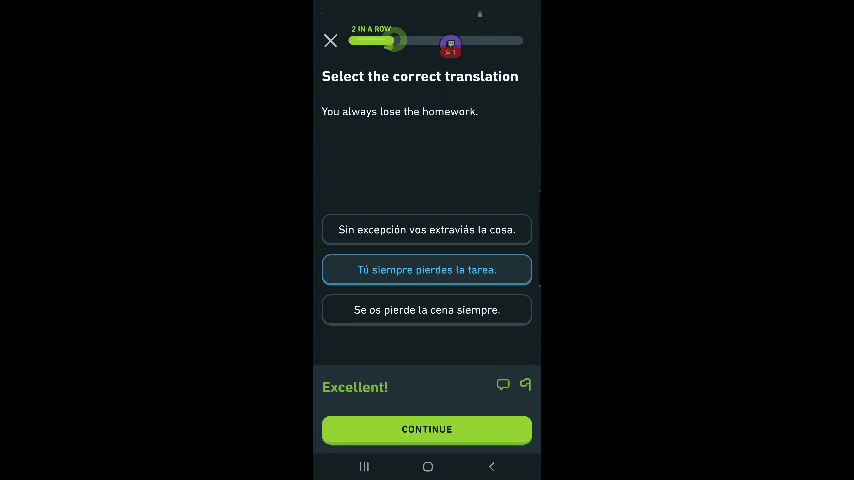 2 IN A ROW
Select the correct translation
You always lose the homework.
Sin excepción vos extraviás la cosa.
Tú siempre pierdes la tarea.
Se os pierde la cena siempre.
Excellent!
CONTINUE